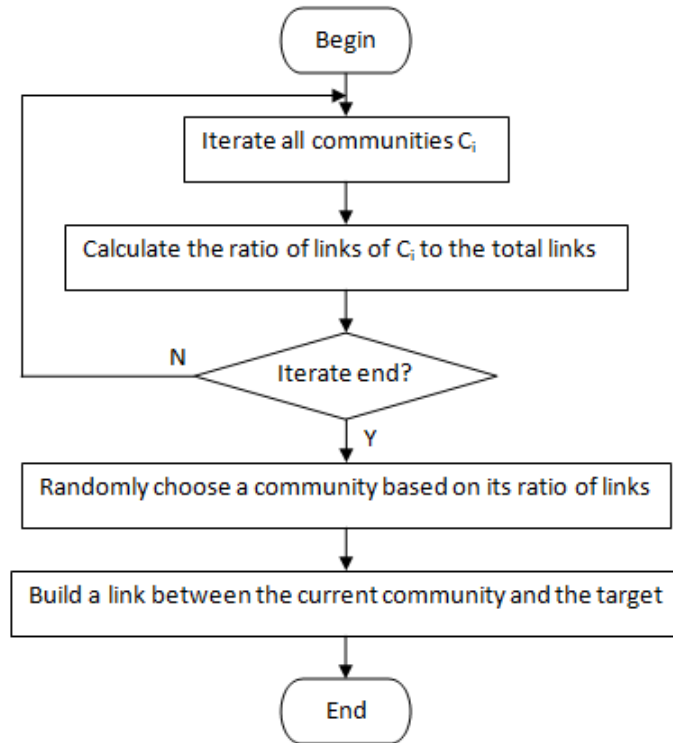 Begin
Iterate all communities Cᵢ
Calculate the ratio of links of Cᵢ to the total links
N
Iterate end?
Y
Randomly choose a community based on its ratio of links
Build a link between the current community and the target
End